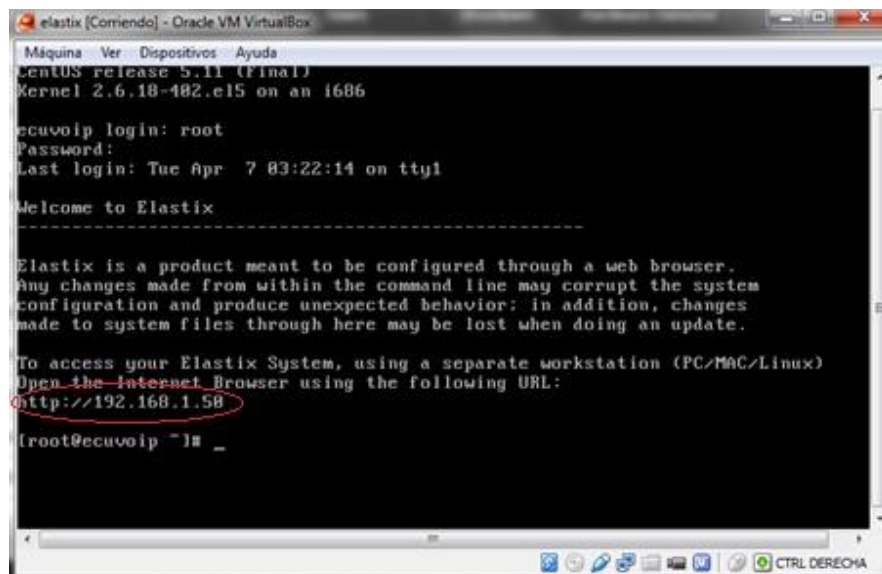 elastix [Corriendo] - Oracle VM VirtualBox
Máquina Ver Dispositivos Ayuda
CentOS release 5.11 (Final)
Kernel 2.6.18-402.el5 on an i686
ecuvoip login: root
Password:
Last login: Tue Apr 7 03:22:14 on tty1
Welcome to Elastix
----------------------------------------------------
Elastix is a product meant to be configured through a web browser.
Any changes made from within the command line may corrupt the system
configuration and produce unexpected behavior; in addition, changes
made to system files through here may be lost when doing an update.
To access your Elastix System, using a separate workstation (PC/MAC/Linux)
Open the Internet Browser using the following URL:
http://192.168.1.50
[root@ecuvoip ~]# _
CTRL DERECHA